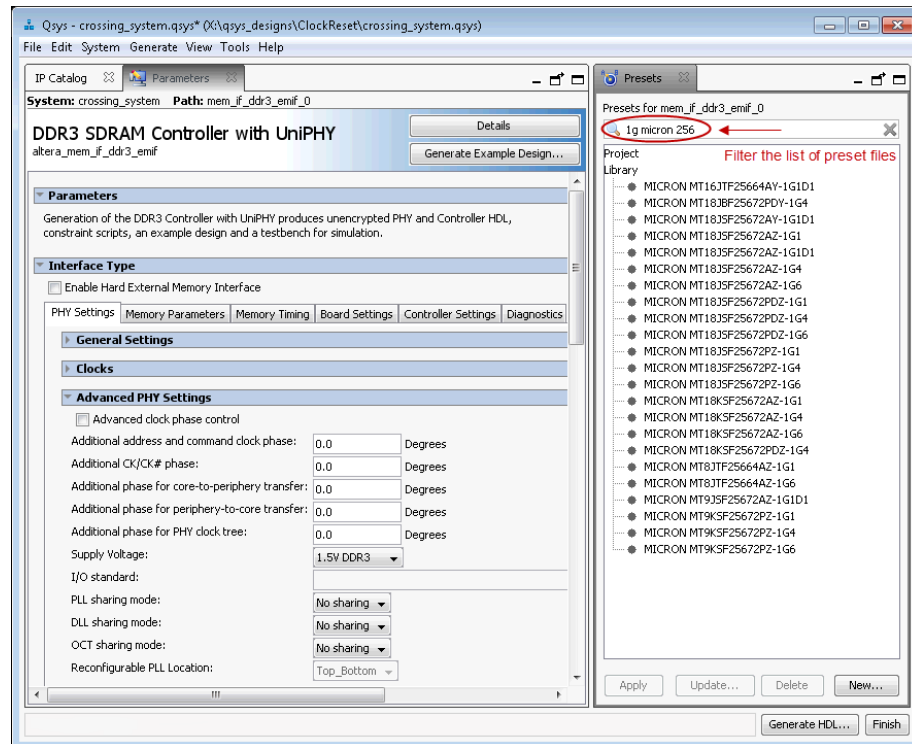 Qsys - crossing_system.qsys* (X:\qsys_designs\ClockReset\crossing_system.qsys)
File Edit System Generate View Tools Help
IP Catalog Parameters
System: crossing_system Path: mem_if_ddr3_emif_0
DDR3 SDRAM Controller with UniPHY
altera_mem_if_ddr3_emif
Details
Generate Example Design...
Parameters
Generation of the DDR3 Controller with UniPHY produces unencrypted PHY and Controller HDL,
constraint scripts, an example design and a testbench for simulation.
Interface Type
Enable Hard External Memory Interface
PHY Settings Memory Parameters Memory Timing Board Settings Controller Settings Diagnostics
General Settings
Clocks
Advanced PHY Settings
Advanced clock phase control
Additional address and command clock phase: 0.0 Degrees
Additional CK/CK# phase: 0.0 Degrees
Additional phase for core-to-periphery transfer: 0.0 Degrees
Additional phase for periphery-to-core transfer: 0.0 Degrees
Additional phase for PHY clock tree: 0.0 Degrees
Supply Voltage: 1.5V DDR3
I/O standard:
PLL sharing mode: No sharing
DLL sharing mode: No sharing
OCT sharing mode: No sharing
Reconfigurable PLL Location: Top_Bottom
Presets
Presets for mem_if_ddr3_emif_0
1g micron 256
Project
Filter the list of preset files
Library
MICRON MT16JTF25664AY-1G1D1
MICRON MT18JBF25672PDY-1G4
MICRON MT18JSF25672AY-1G1D1
MICRON MT18JSF25672AZ-1G1
MICRON MT18JSF25672AZ-1G1D1
MICRON MT18JSF25672AZ-1G4
MICRON MT18JSF25672AZ-1G6
MICRON MT18JSF25672PDZ-1G1
MICRON MT18JSF25672PDZ-1G4
MICRON MT18JSF25672PDZ-1G6
MICRON MT18JSF25672PZ-1G1
MICRON MT18JSF25672PZ-1G4
MICRON MT18JSF25672PZ-1G6
MICRON MT18KSF25672AZ-1G1
MICRON MT18KSF25672AZ-1G4
MICRON MT18KSF25672AZ-1G6
MICRON MT18KSF25672PDZ-1G4
MICRON MT8JTF25664AZ-1G1
MICRON MT8JTF25664AZ-1G6
MICRON MT9JSF25672AZ-1G1D1
MICRON MT9KSF25672PZ-1G1
MICRON MT9KSF25672PZ-1G4
MICRON MT9KSF25672PZ-1G6
Apply Update... Delete New...
Generate HDL... Finish